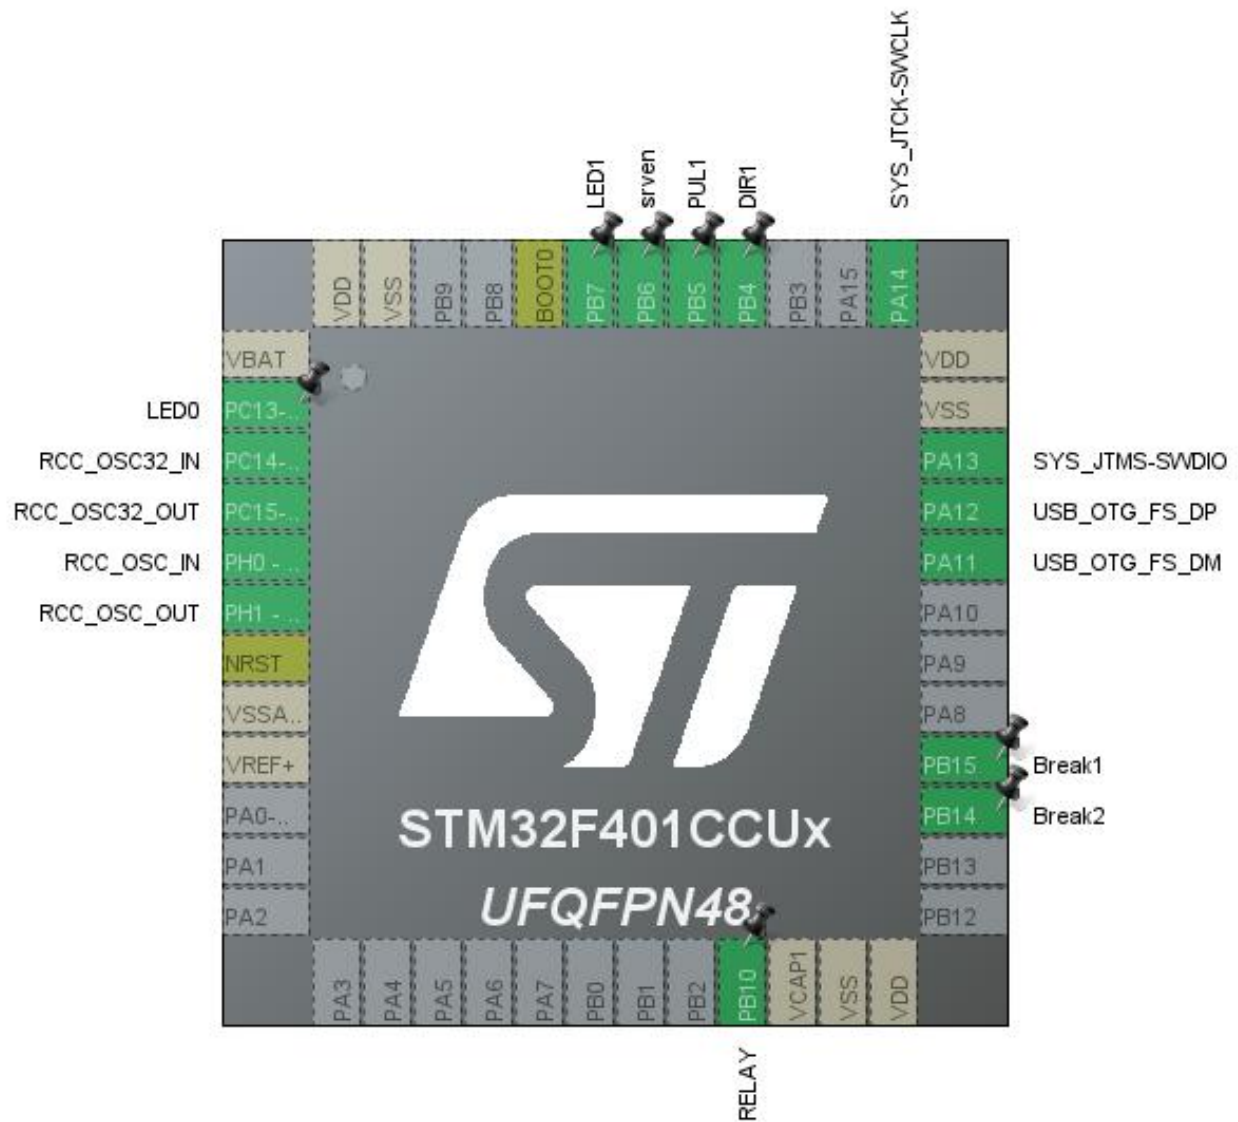 SYS_JTCK-SWCLK
LED1
srven
PUL1
DIR1
VDD
VSS
PB9
PB8
BOOT0
PB7
PB6
PB5
PB4
PB3
PA15
PA14
VBAT
LED0 PC13-..
RCC_OSC32_IN PC14-..
RCC_OSC32_OUT PC15-..
RCC_OSC_IN PH0 - ..
RCC_OSC_OUT PH1 - ..
NRST
VSSA..
VREF+
PA0-..
PA1
PA2
VDD
VSS
PA13 SYS_JTMS-SWDIO
PA12 USB_OTG_FS_DP
PA11 USB_OTG_FS_DM
PA10
PA9
PA8
PB15 Break1
PB14 Break2
PB13
PB12
ST
STM32F401CCUx
UFQFPN48
PA3
PA4
PA5
PA6
PA7
PB0
PB1
PB2
PB10
VCAP1
VSS
VDD
RELAY